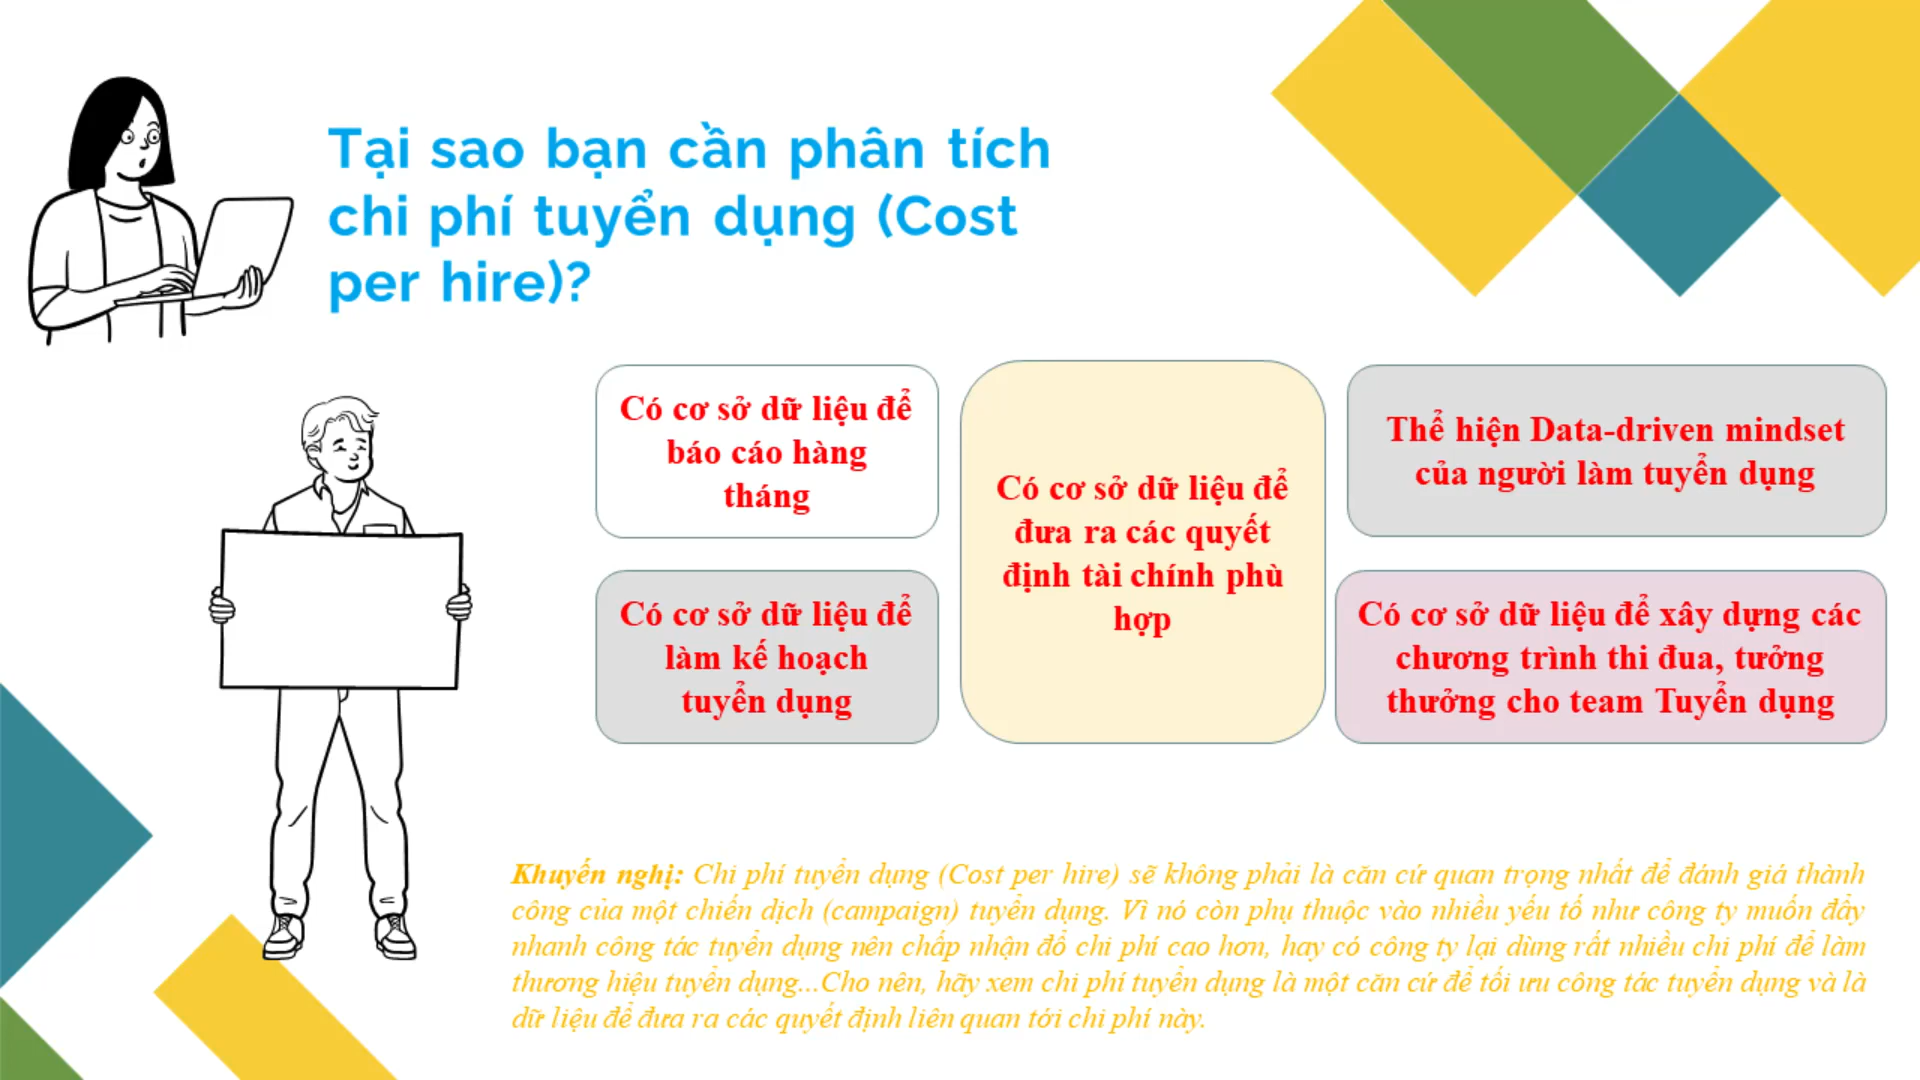 Tại sao bạn cần phân tích
chi phí tuyển dụng (Cost
per hire)?
Có cơ sở dữ liệu để
báo cáo hàng
tháng
Có cơ sở dữ liệu để
làm kế hoạch
tuyển dụng
Có cơ sở dữ liệu để
đưa ra các quyết
định tài chính phù
hợp
Thể hiện Data-driven mindset
của người làm tuyển dụng
Có cơ sở dữ liệu để xây dựng các
chương trình thi đua, tưởng
thưởng cho team Tuyển dụng
Khuyến nghị: Chi phí tuyển dụng (Cost per hire) sẽ không phải là căn cứ quan trọng nhất để đánh giá thành
công của một chiến dịch (campaign) tuyển dụng. Vì nó còn phụ thuộc vào nhiều yếu tố như công ty muốn đẩy
nhanh công tác tuyển dụng nên chấp nhận đổ chi phí cao hơn, hay có công ty lại dùng rất nhiều chi phí để làm
thương hiệu tuyển dụng...Cho nên, hãy xem chi phí tuyển dụng là một căn cứ để tối ưu công tác tuyển dụng và là
dữ liệu để đưa ra các quyết định liên quan tới chi phí này.